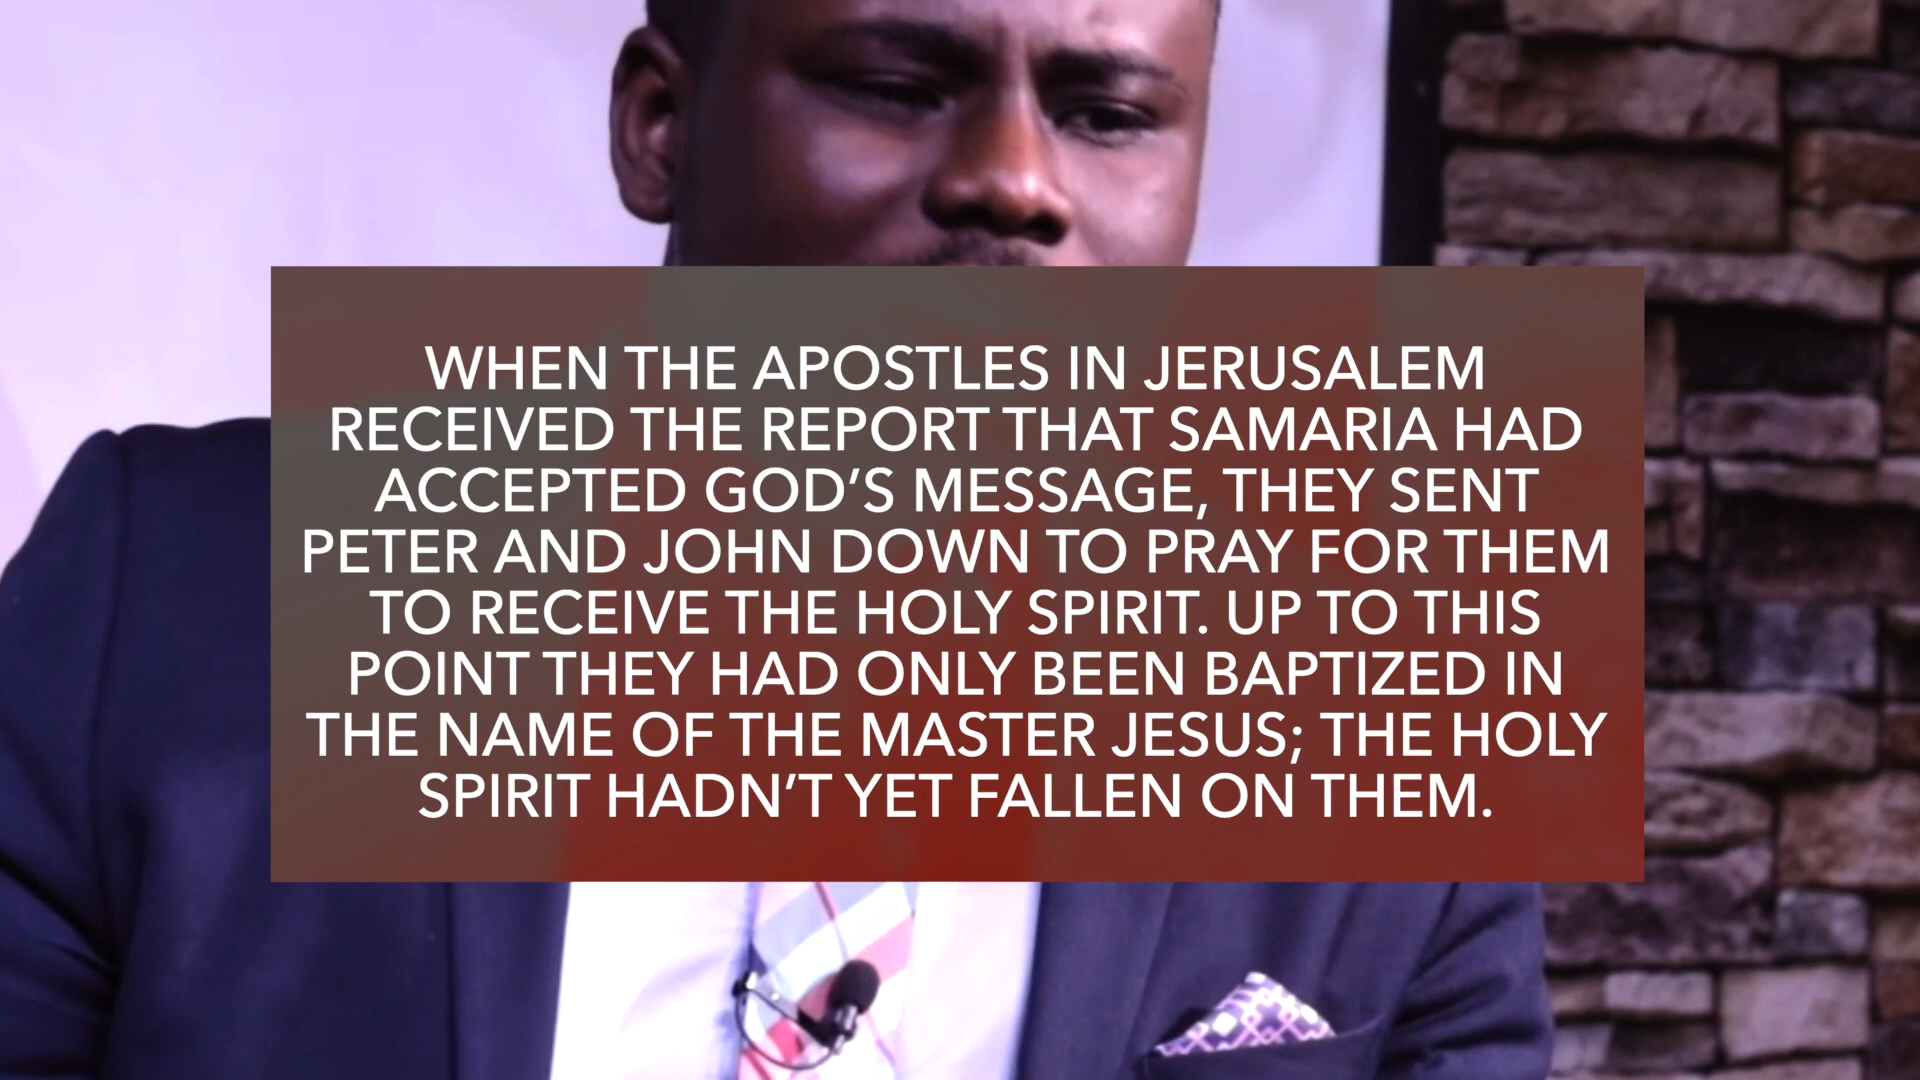 WHEN THE APOSTLES IN JERUSALEM
RECEIVED THE REPORT THAT SAMARIA HAD
ACCEPTED GOD’S MESSAGE, THEY SENT
PETER AND JOHN DOWN TO PRAY FOR THEM
TO RECEIVE THE HOLY SPIRIT. UP TO THIS
POINT THEY HAD ONLY BEEN BAPTIZED IN
THE NAME OF THE MASTER JESUS; THE HOLY
SPIRIT HADN’T YET FALLEN ON THEM.